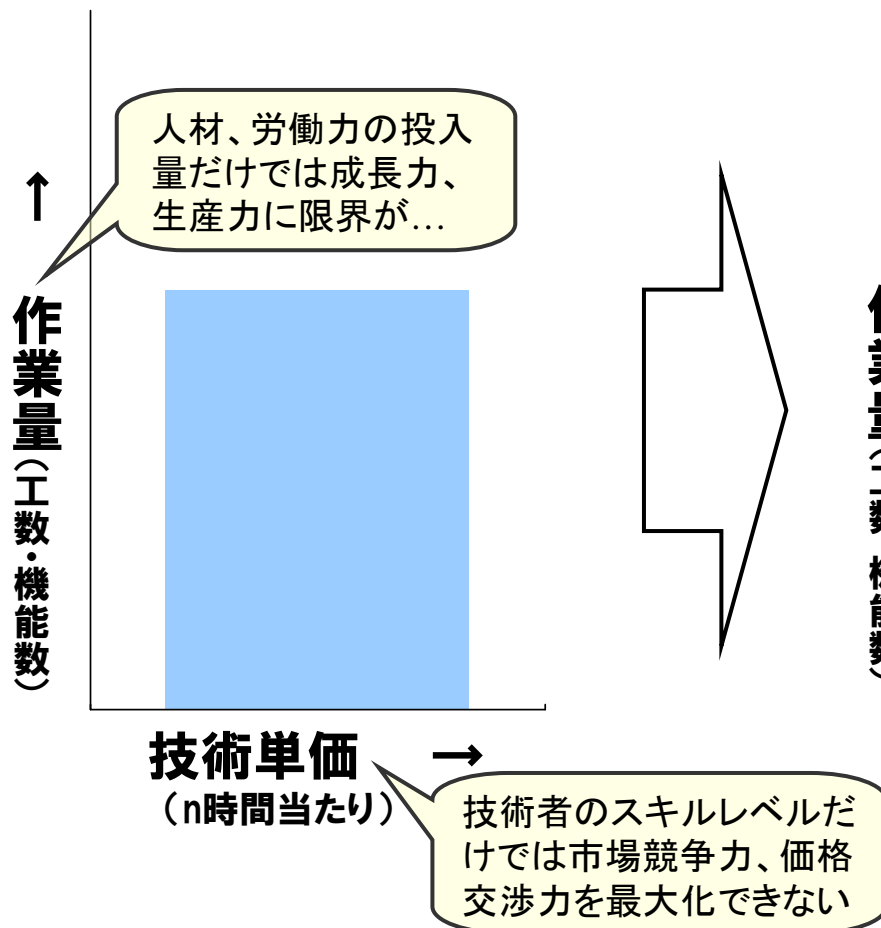 人材、労働力の投入
量だけでは成長力、
生産力に限界が…
↑
作業量（工数・機能数）
技術単価 →
（n時間当たり）
技術者のスキルレベルだ
けでは市場競争力、価格
交渉力を最大化できない